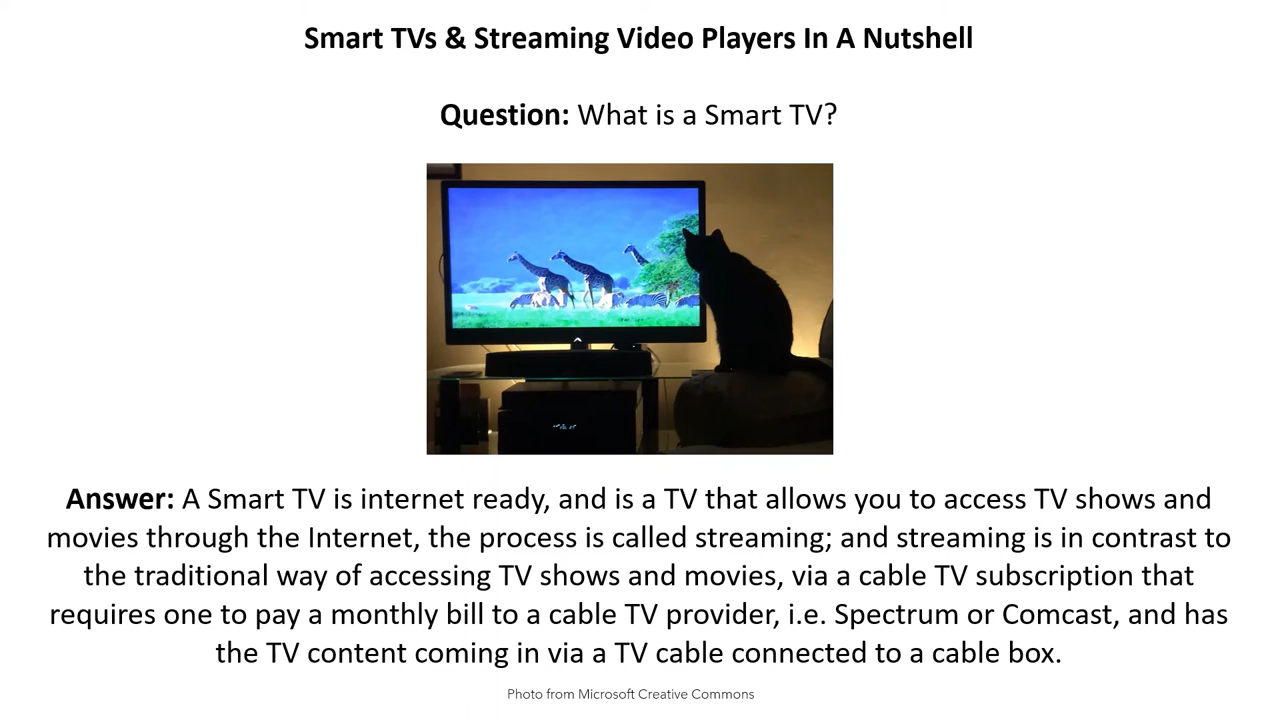 Smart TVs & Streaming Video Players In A Nutshell
Question: What is a Smart TV?
Answer: A Smart TV is internet ready, and is a TV that allows you to access TV shows and
movies through the Internet, the process is called streaming; and streaming is in contrast to
the traditional way of accessing TV shows and movies, via a cable TV subscription that
requires one to pay a monthly bill to a cable TV provider, i.e. Spectrum or Comcast, and has
the TV content coming in via a TV cable connected to a cable box.
Photo from Microsoft Creative Commons